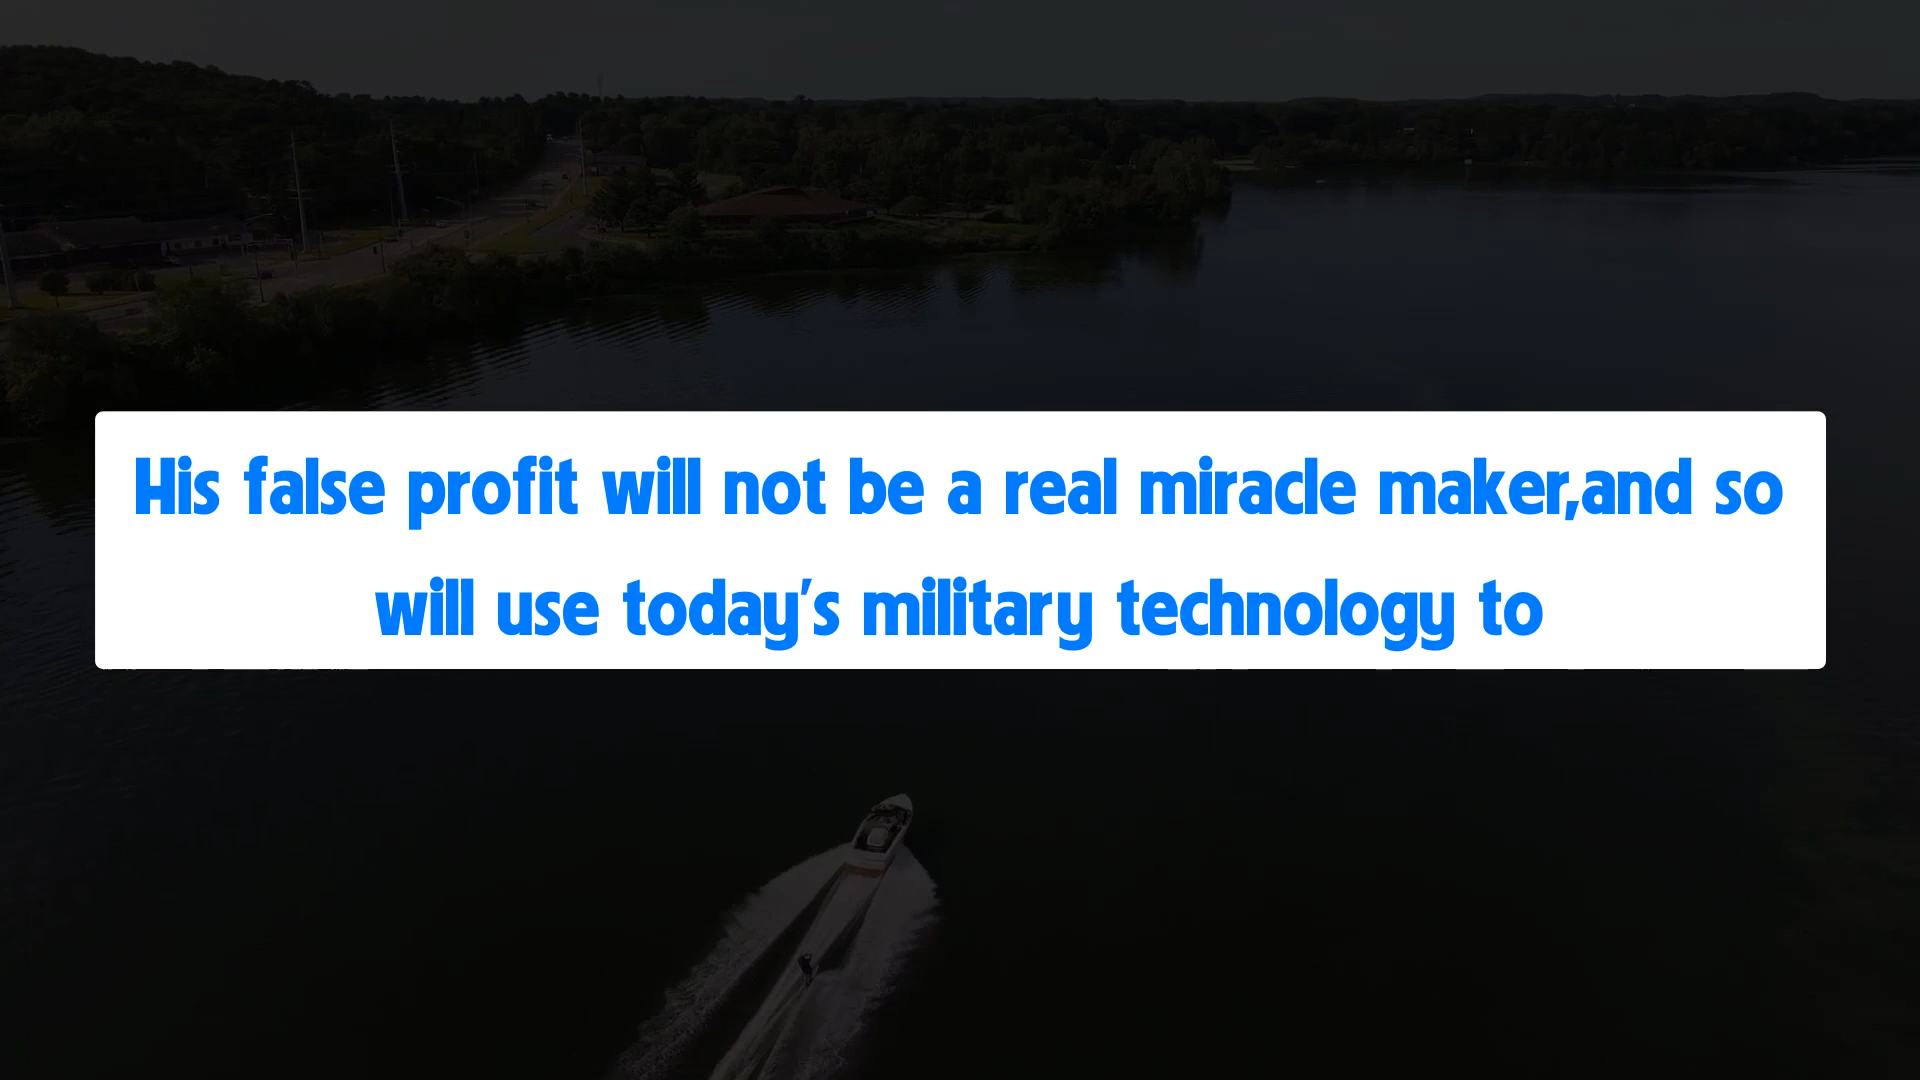 His false profit will not be a real miracle maker,and so
will use today's military technology to